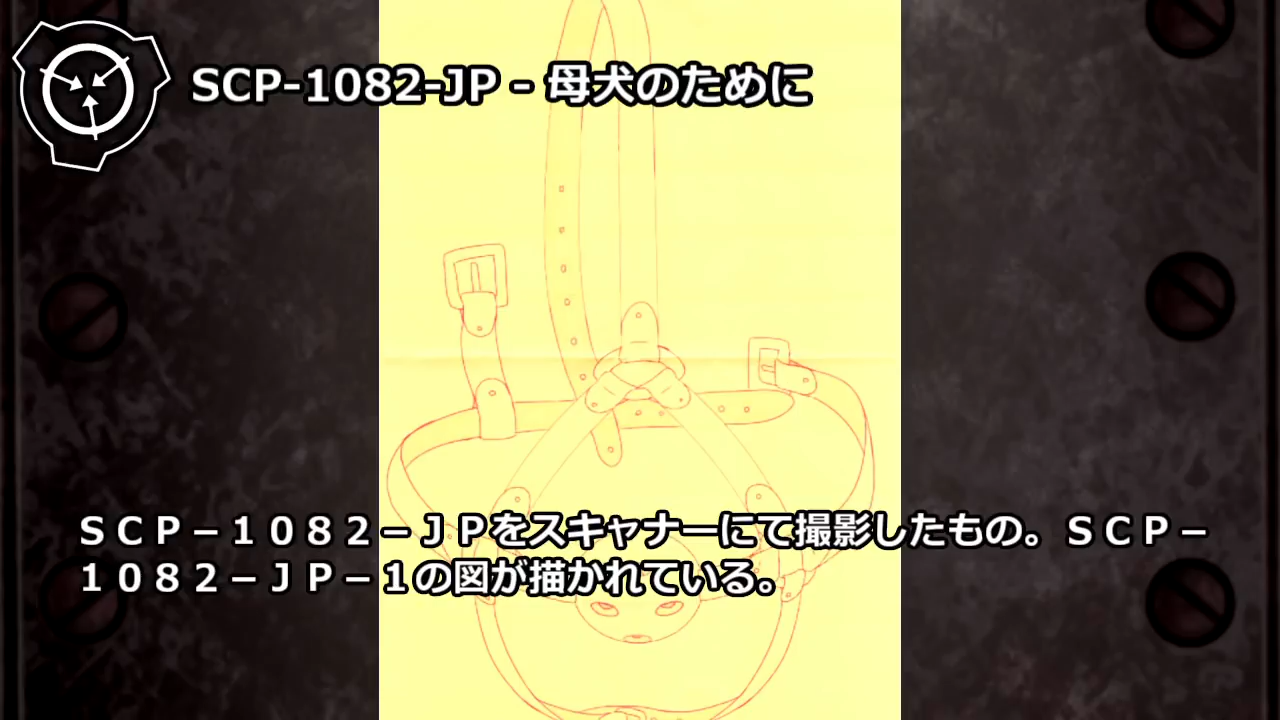 SCP-1082-JP - 母犬のために
ＳＣＰ－１０８２－ＪＰをスキャナーにて撮影したもの。ＳＣＰ－
１０８２－ＪＰ－１の図が描かれている。